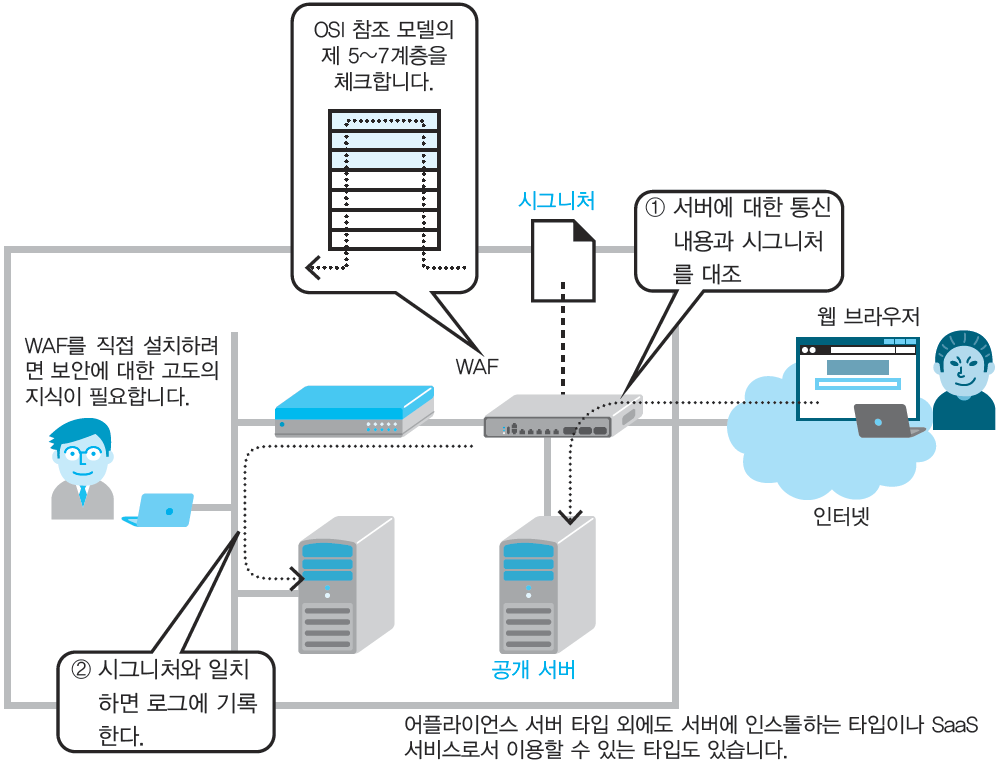 OSI 참조 모델의
제 5~7계층을
체크합니다.
시그니처
① 서버에 대한 통신
내용과 시그니처
를 대조
웹 브라우저
WAF를 직접 설치하려
면 보안에 대한 고도의
지식이 필요합니다.
WAF
인터넷
② 시그니처와 일치
하면 로그에 기록
한다.
공개 서버
어플라이언스 서버 타입 외에도 서버에 인스톨하는 타입이나 SaaS
서비스로서 이용할 수 있는 타입도 있습니다.